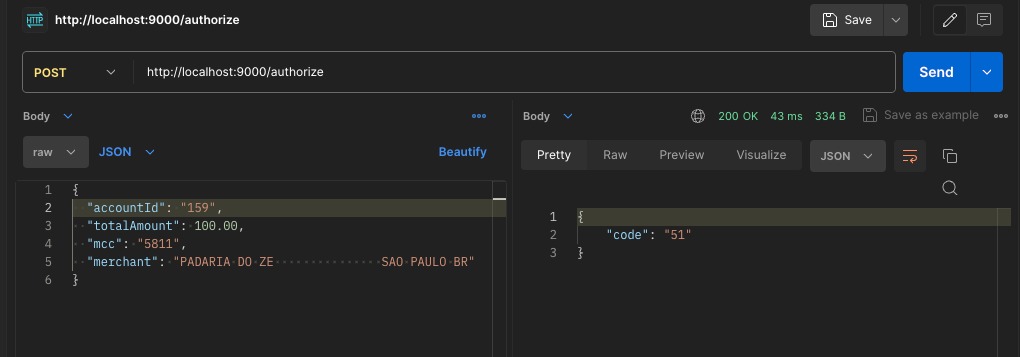 HTTP http://localhost:9000/authorize Save
POST http://localhost:9000/authorize Send
Body
raw JSON Beautify
1 {
2 "accountId": "159",
3 "totalAmount": 100.00,
4 "mcc": "5811",
5 "merchant": "PADARIA DO ZE               SAO PAULO BR"
6 }
Body 200 OK 43 ms 334 B Save as example
Pretty Raw Preview Visualize JSON
1 {
2 "code": "51"
3 }